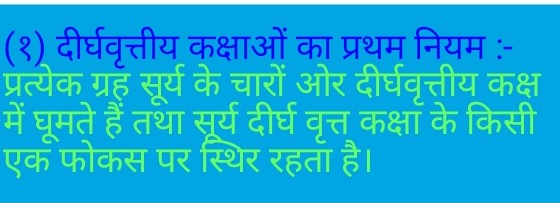 (१) दीर्घवृत्तीय कक्षाओं का प्रथम नियम :-
प्रत्येक ग्रह सूर्य के चारों ओर दीर्घवृत्तीय कक्ष
में घूमते हैं तथा सूर्य दीर्घ वृत्त कक्षा के किसी
एक फोकस पर स्थिर रहता है।